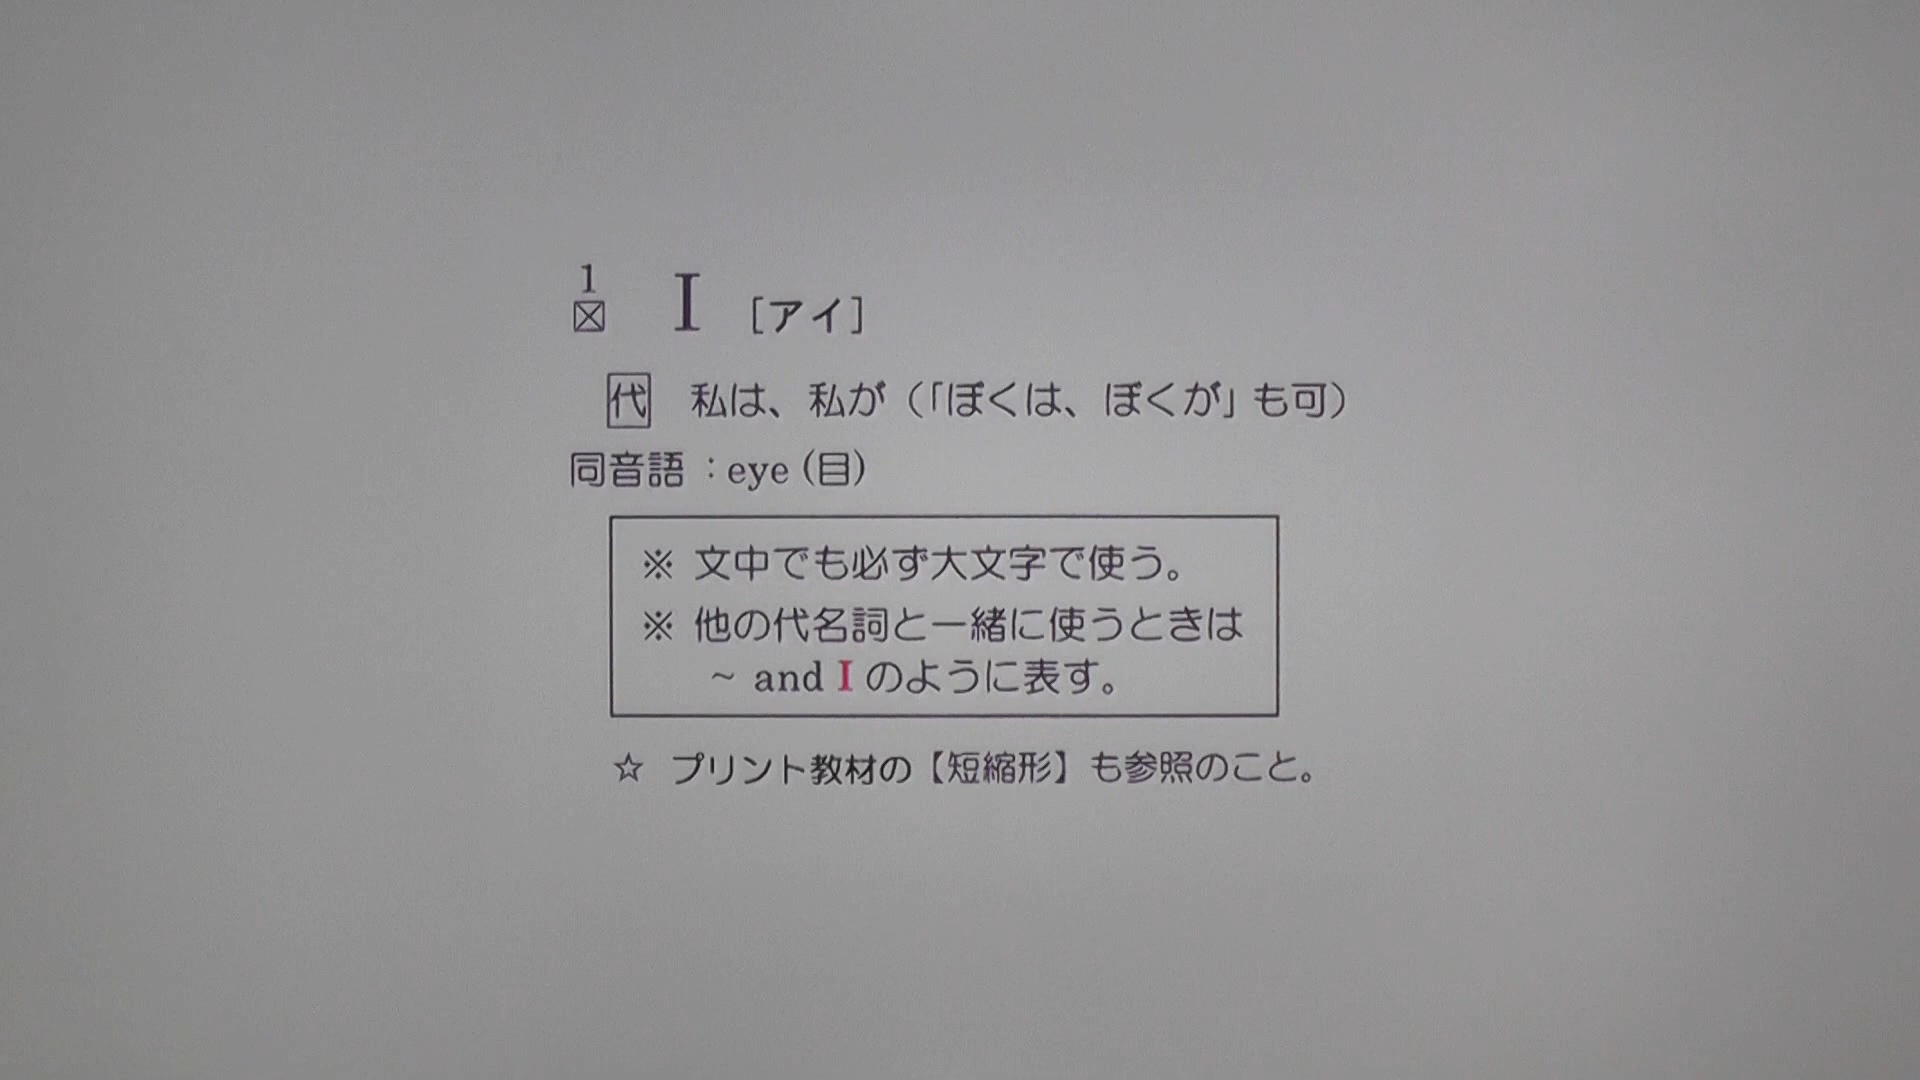 1
☒ I ［アイ］
代 私は、私が（「ぼくは、ぼくが」も可）
同音語：eye (目)
※ 文中でも必ず大文字で使う。
※ 他の代名詞と一緒に使うときは
~ and I のように表す。
☆ プリント教材の【短縮形】も参照のこと。